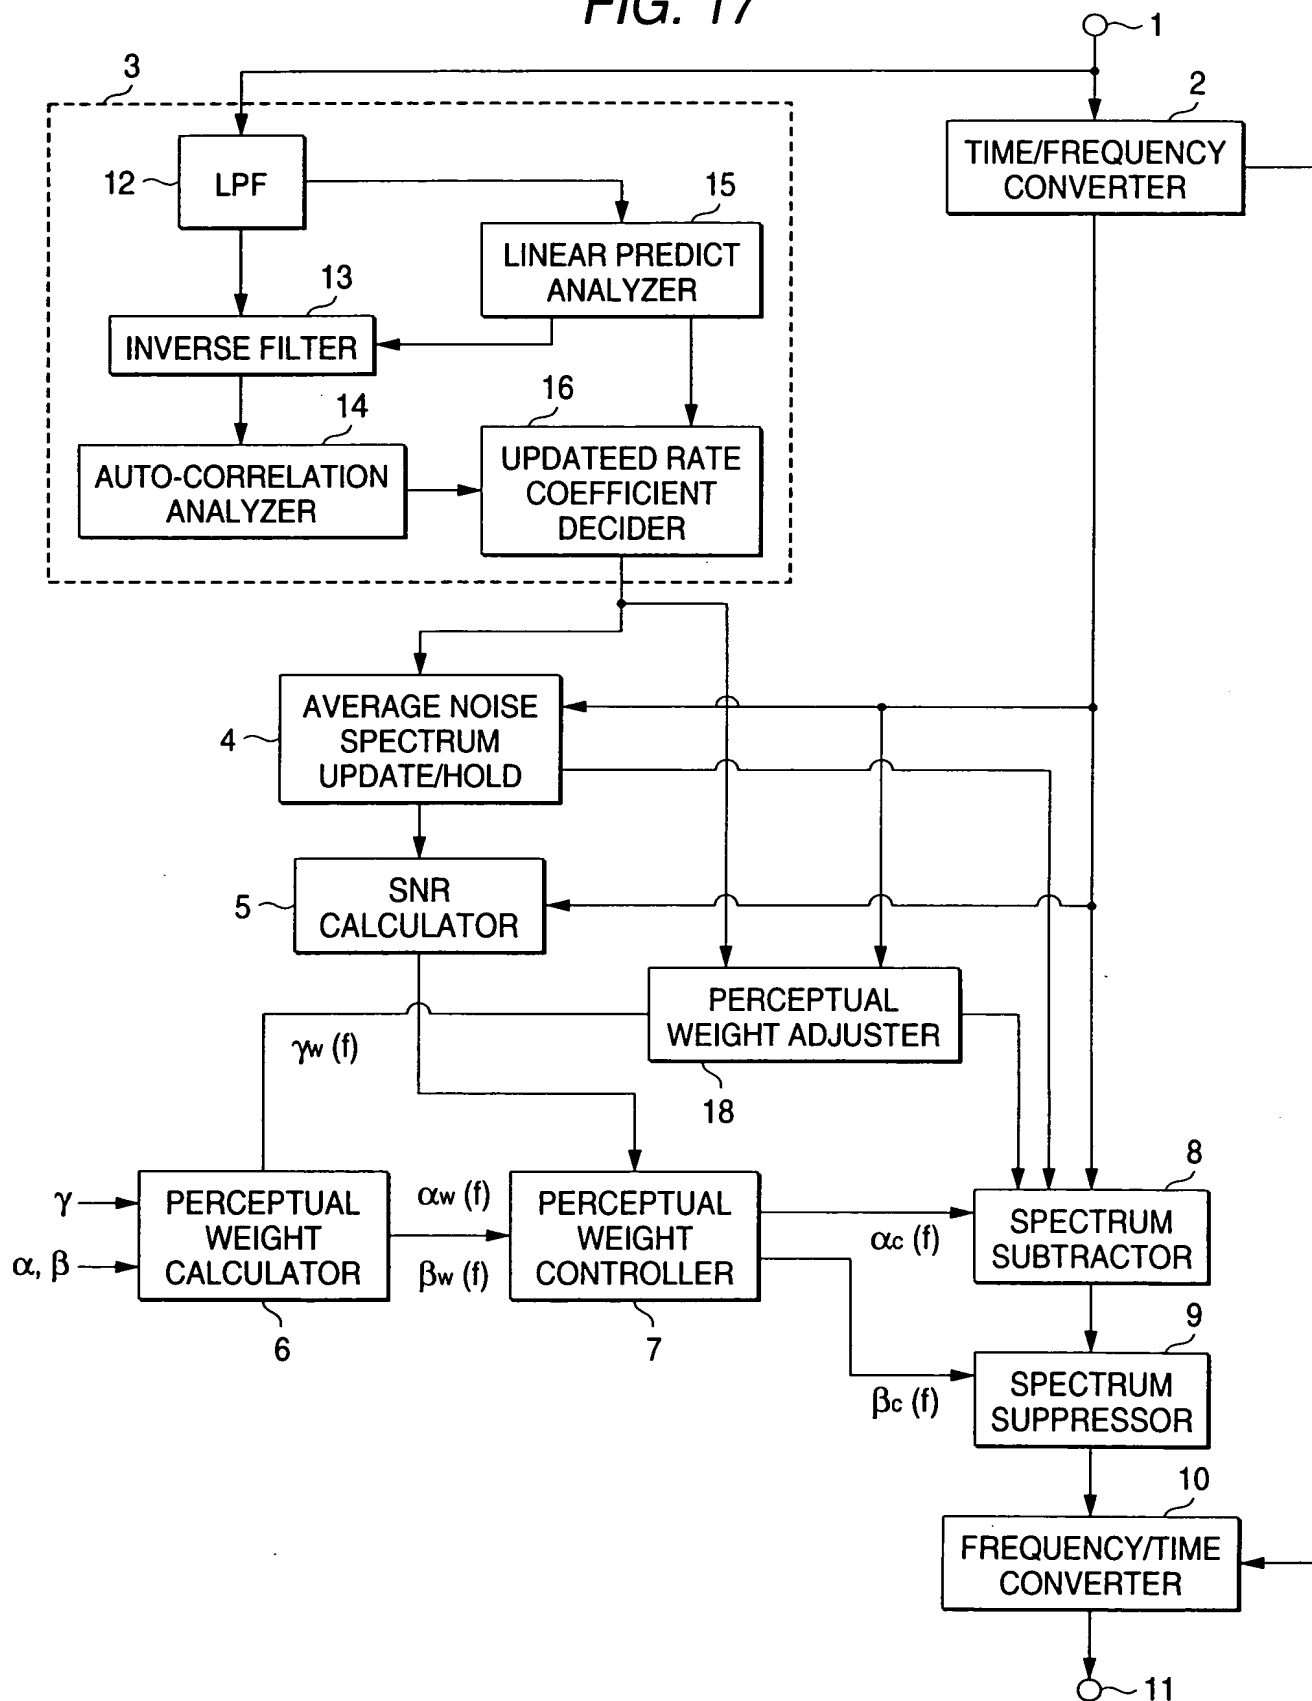 FIG. 17
1
3
2
TIME/FREQUENCY
CONVERTER
12
LPF
15
LINEAR PREDICT
ANALYZER
13
INVERSE FILTER
16
14
UPDATEED RATE
COEFFICIENT
DECIDER
AUTO-CORRELATION
ANALYZER
4
AVERAGE NOISE
SPECTRUM
UPDATE/HOLD
5
SNR
CALCULATOR
PERCEPTUAL
WEIGHT ADJUSTER
18
γw (f)
γ
α, β
PERCEPTUAL
WEIGHT
CALCULATOR
6
αw (f)
βw (f)
PERCEPTUAL
WEIGHT
CONTROLLER
7
αc (f)
βc (f)
8
SPECTRUM
SUBTRACTOR
9
SPECTRUM
SUPPRESSOR
10
FREQUENCY/TIME
CONVERTER
11